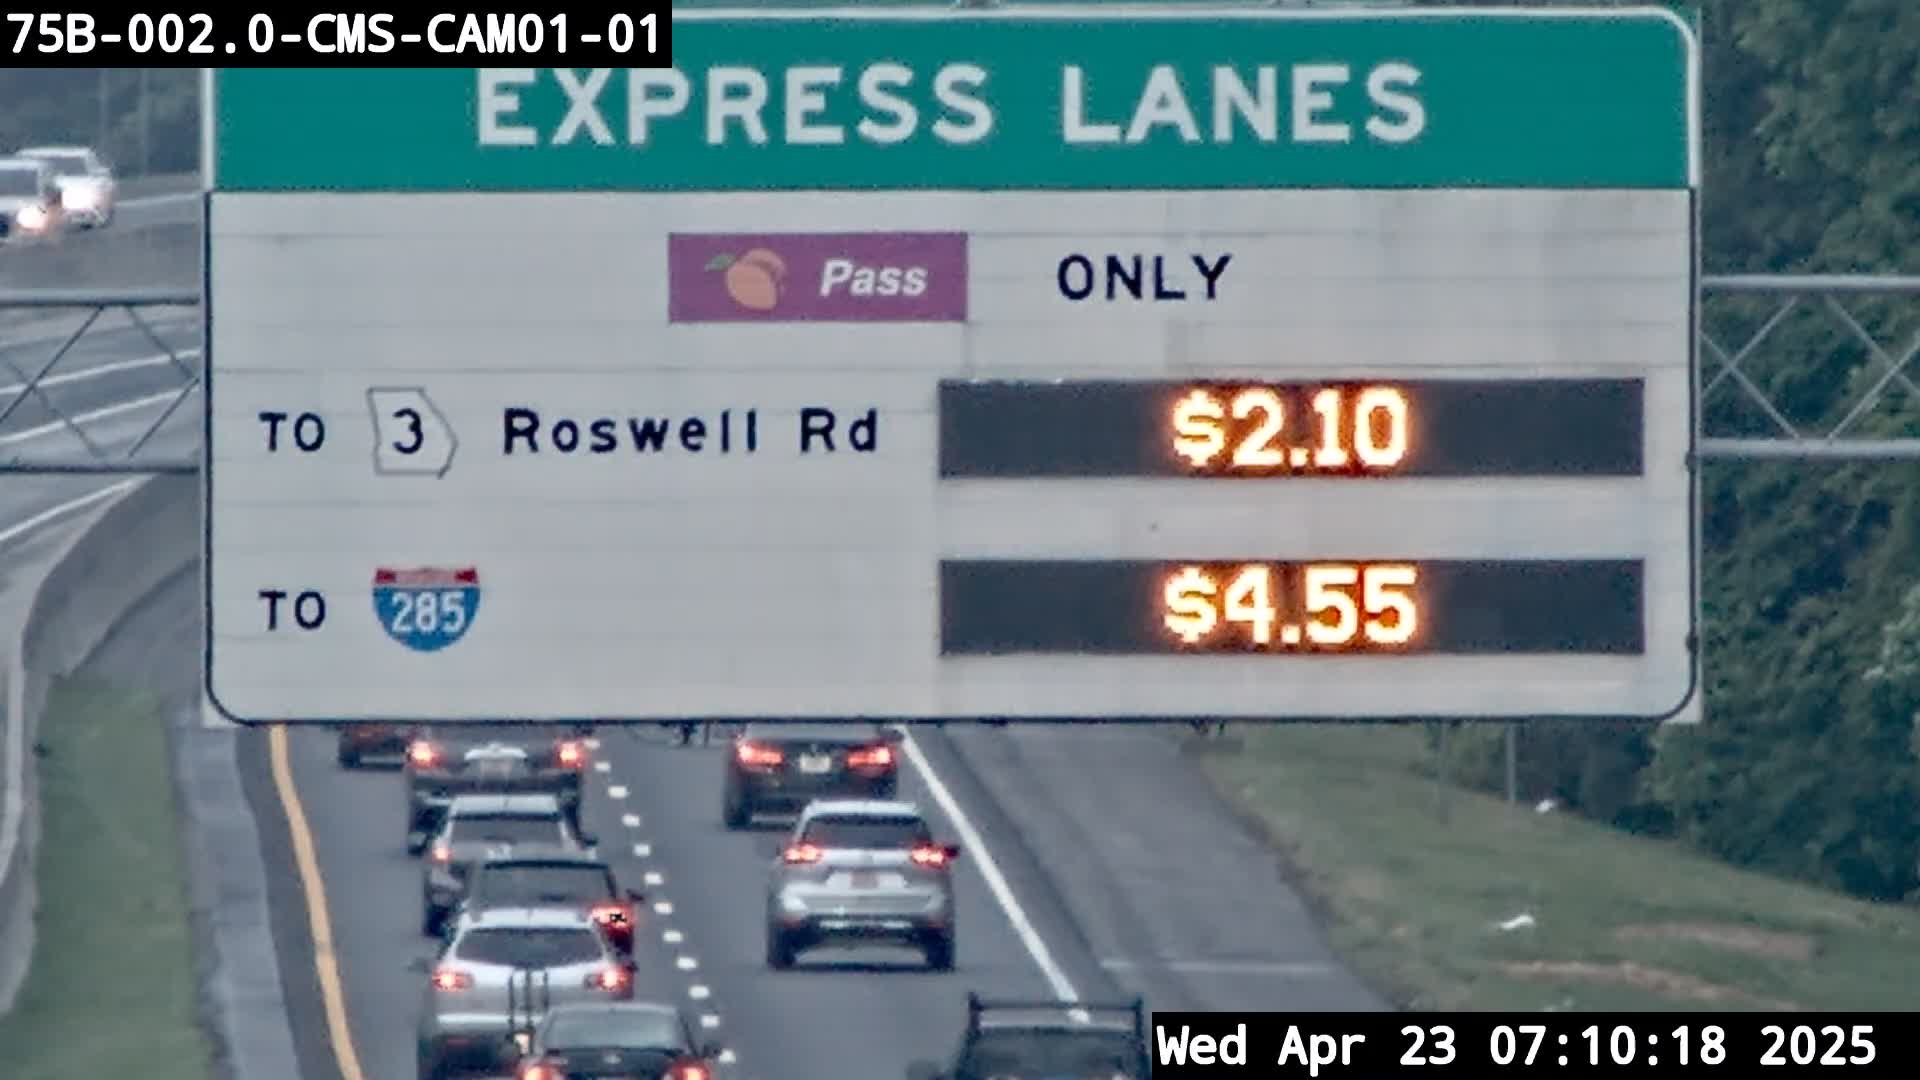 75B-002.0-CMS-CAM01-01
EXPRESS LANES
Pass ONLY
TO 3 Roswell Rd $2.10
TO 285 $4.55
Wed Apr 23 07:10:18 2025